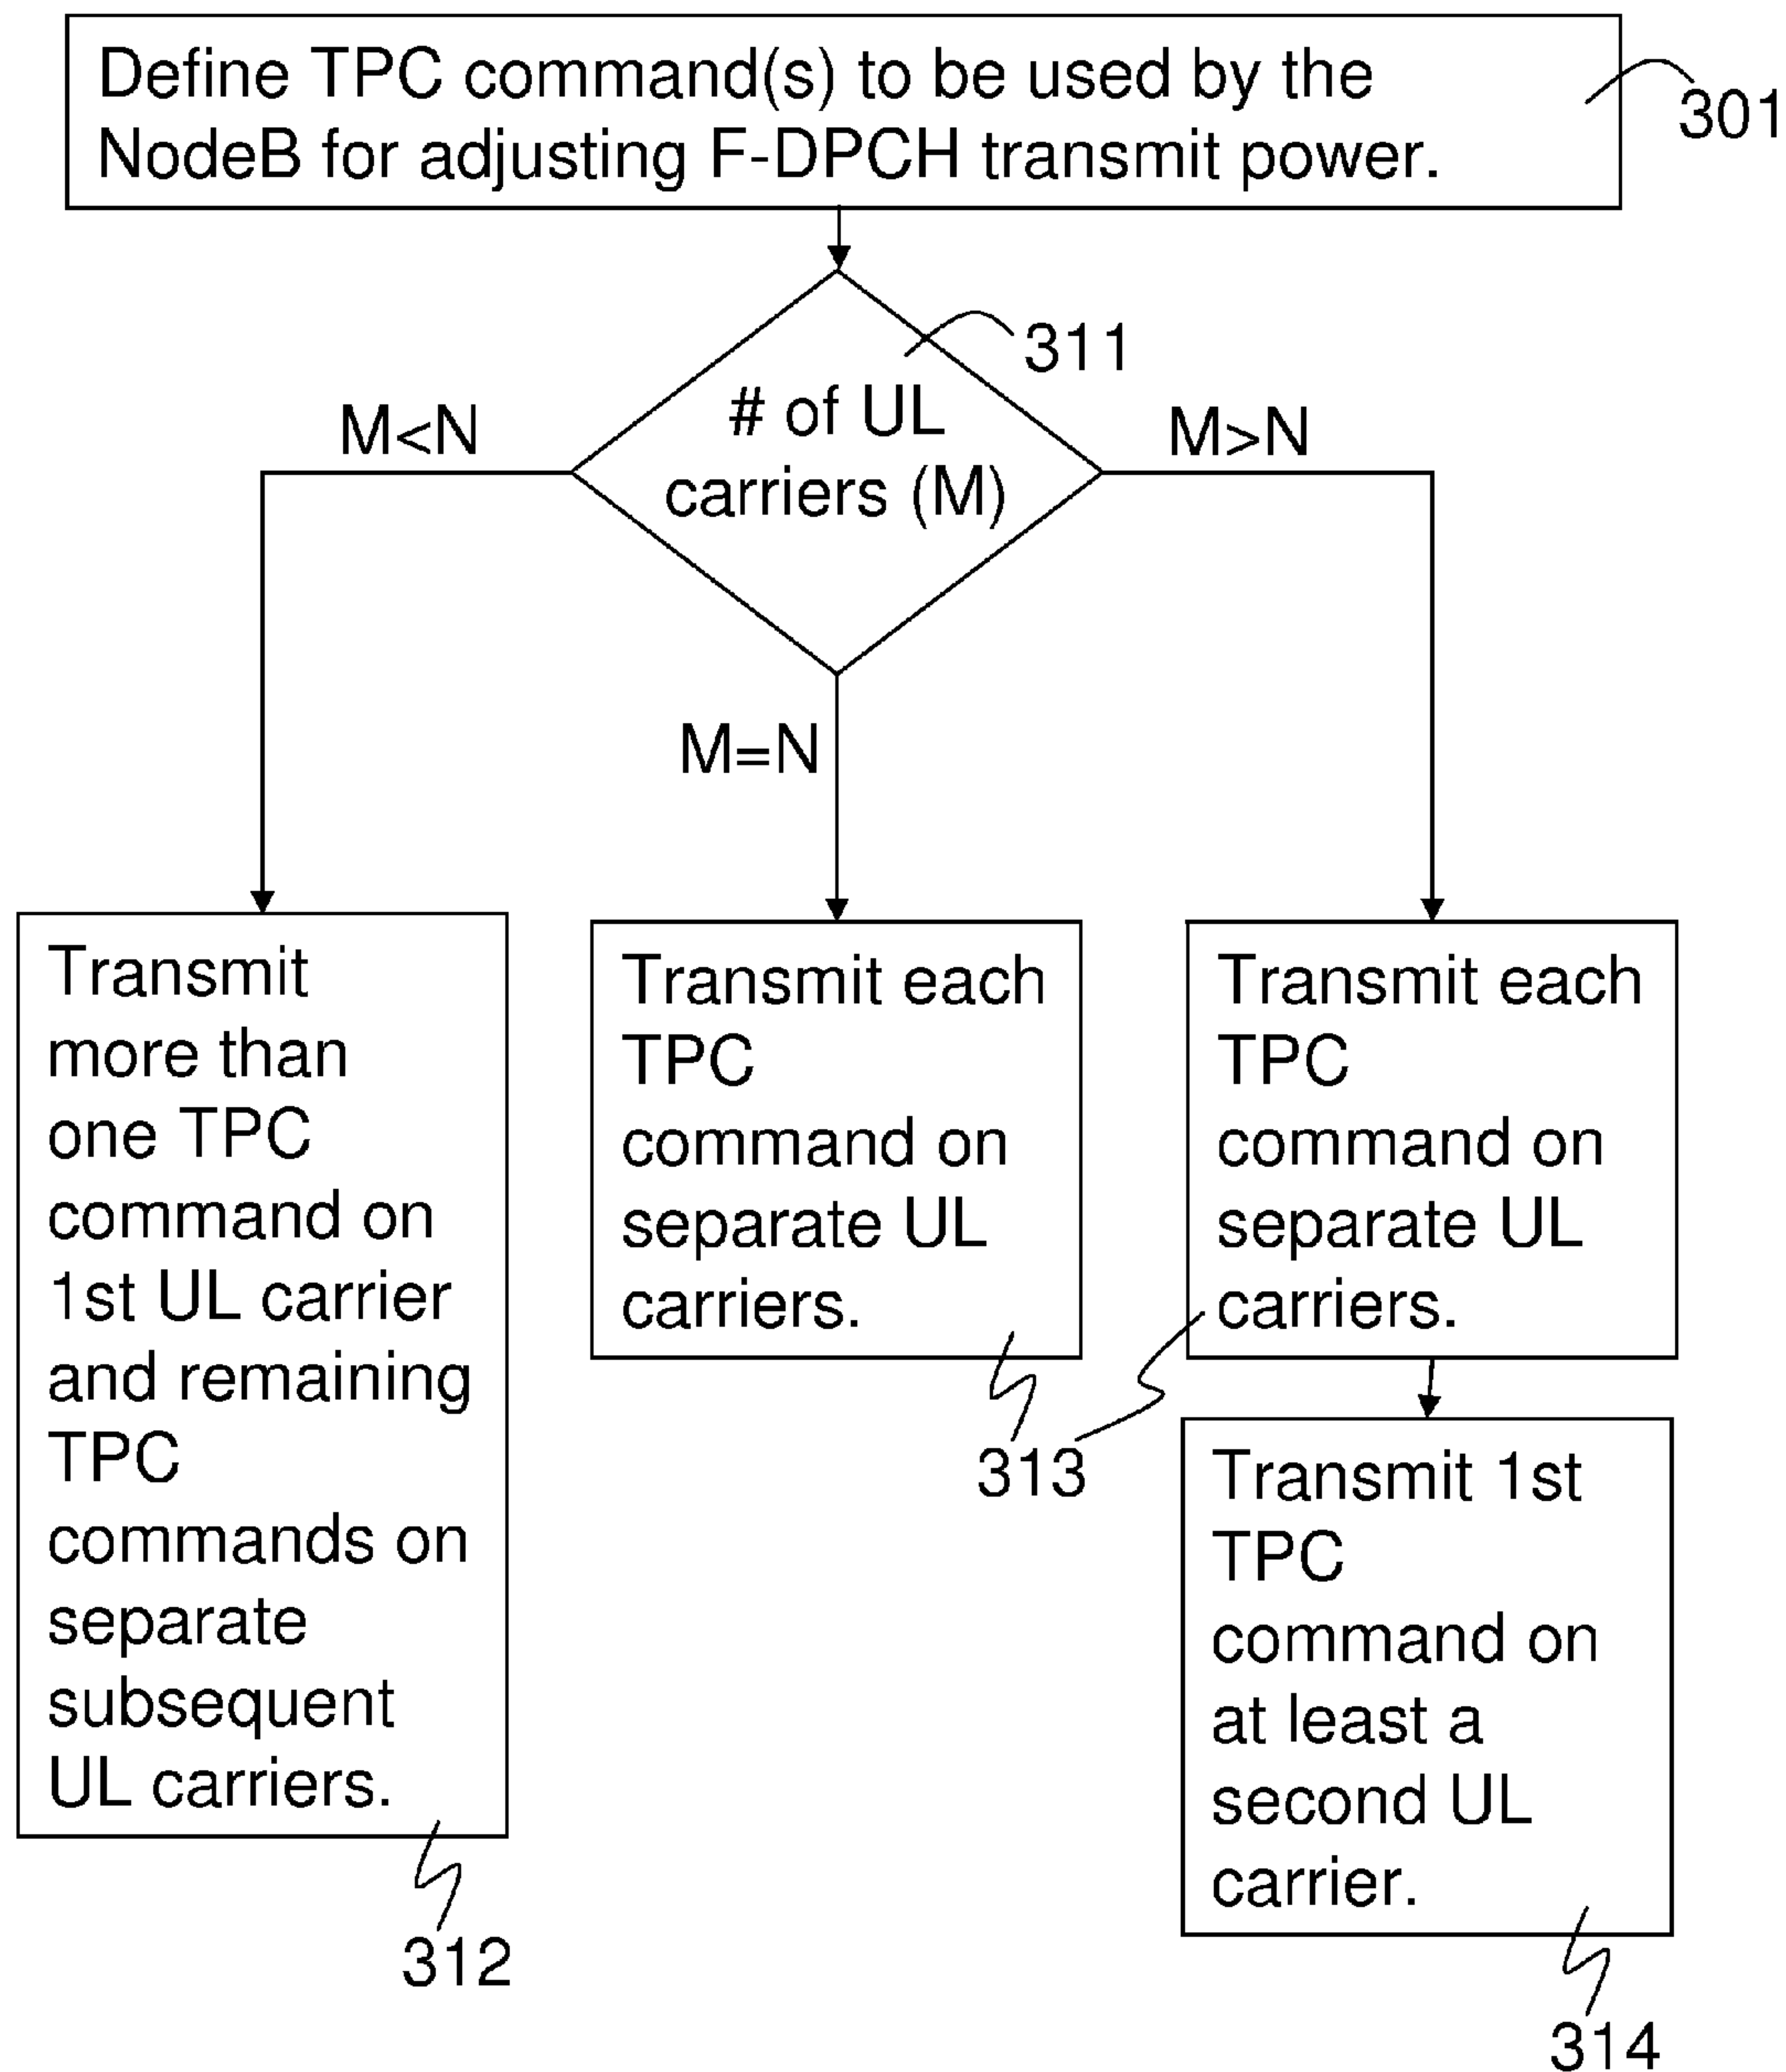 Define TPC command(s) to be used by the
NodeB for adjusting F-DPCH transmit power.
301
311
# of UL
carriers (M)
M<N
M>N
M=N
Transmit
more than
one TPC
command on
1st UL carrier
and remaining
TPC
commands on
separate
subsequent
UL carriers.
312
Transmit each
TPC
command on
separate UL
carriers.
Transmit each
TPC
command on
separate UL
carriers.
313
Transmit 1st
TPC
command on
at least a
second UL
carrier.
314